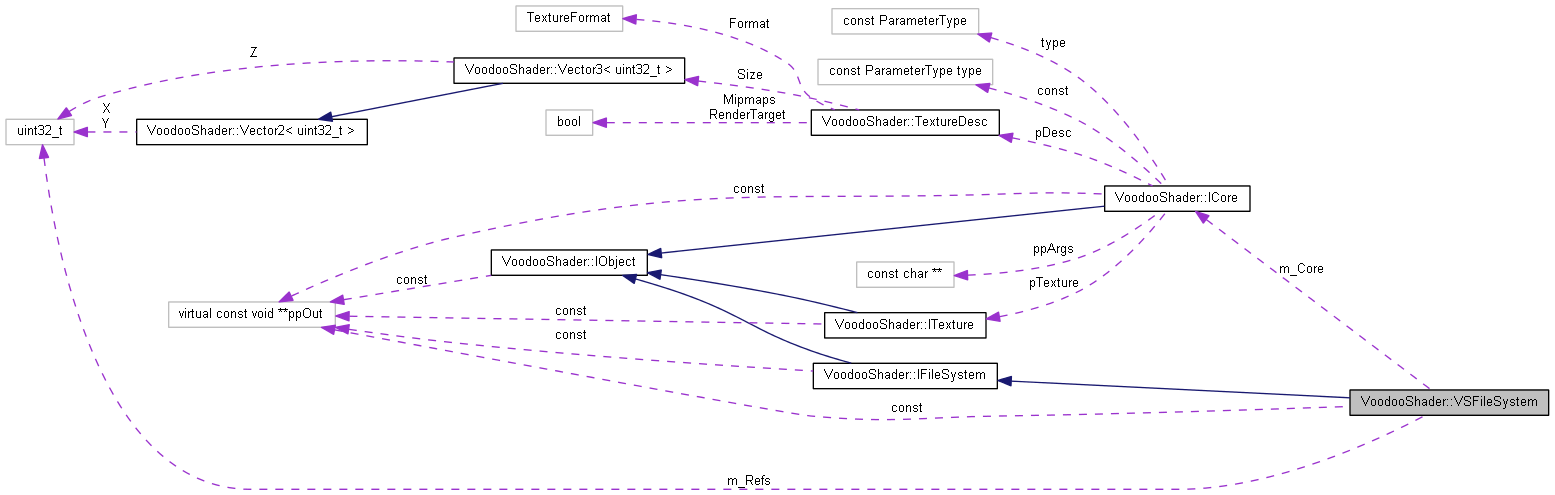 TextureFormat
const ParameterType
Format
type
Z
VoodooShader::Vector3< uint32_t >
Size
const ParameterType type
const
X
Y
Mipmaps
RenderTarget
uint32_t
VoodooShader::Vector2< uint32_t >
bool
VoodooShader::TextureDesc
pDesc
const
VoodooShader::ICore
VoodooShader::IObject
ppArgs
const
const char **
m_Core
pTexture
virtual const void **ppOut
const
VoodooShader::ITexture
const
VoodooShader::IFileSystem
const
VoodooShader::VSFileSystem
m_Refs